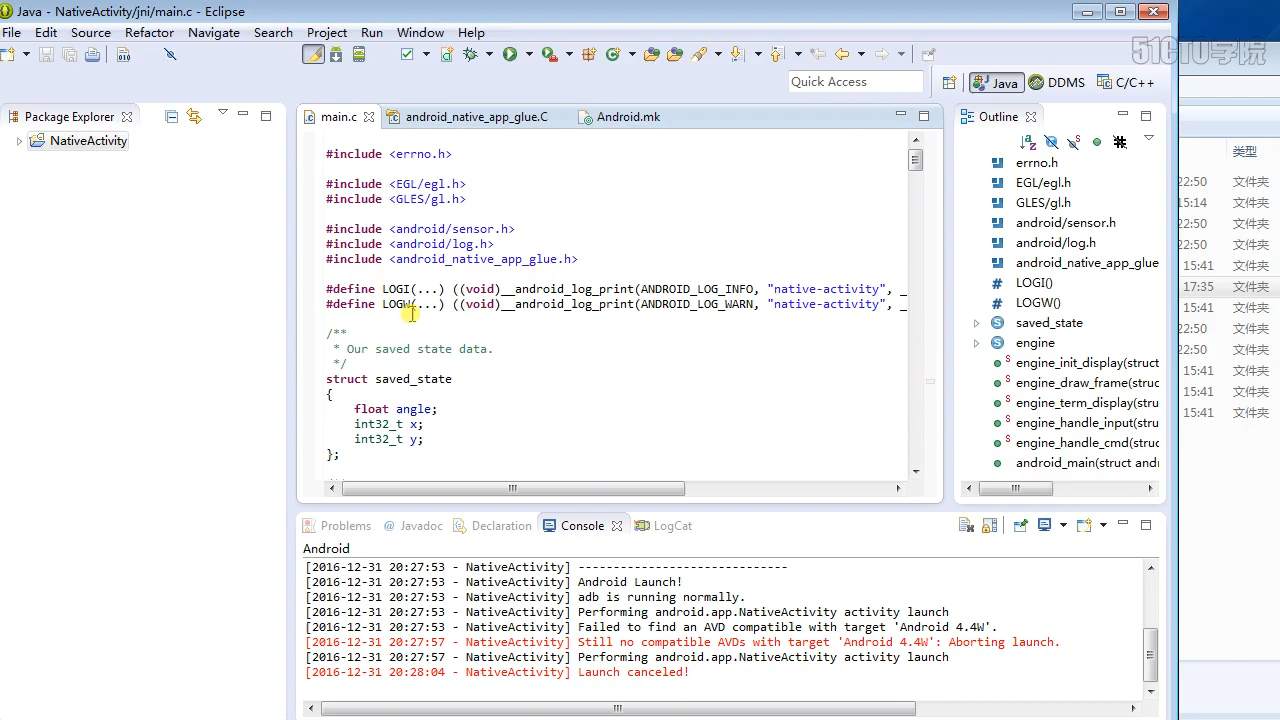 Java - NativeActivity/jni/main.c - Eclipse
File Edit Source Refactor Navigate Search Project Run Window Help
51CTO学院
Quick Access
Java DDMS C/C++
Package Explorer
NativeActivity
main.c android_native_app_glue.C Android.mk
#include <errno.h>
#include <EGL/egl.h>
#include <GLES/gl.h>
#include <android/sensor.h>
#include <android/log.h>
#include <android_native_app_glue.h>
#define LOGI(...) ((void)__android_log_print(ANDROID_LOG_INFO, "native-activity", _
#define LOGW(...) ((void)__android_log_print(ANDROID_LOG_WARN, "native-activity", _
/**
* Our saved state data.
*/
struct saved_state
{
float angle;
int32_t x;
int32_t y;
};
Outline
errno.h
EGL/egl.h
GLES/gl.h
android/sensor.h
android/log.h
android_native_app_glue
LOGI()
LOGW()
saved_state
engine
engine_init_display(struct
engine_draw_frame(struc
engine_term_display(struc
engine_handle_input(struc
engine_handle_cmd(struct
android_main(struct andr
类型
22:50 文件夹
15:14 文件夹
22:50 文件夹
22:50 文件夹
15:41 文件夹
17:35 文件夹
15:41 文件夹
22:50 文件夹
15:41 文件夹
15:41 文件夹
15:41 文件夹
Problems Javadoc Declaration Console LogCat
Android
[2016-12-31 20:27:53 - NativeActivity] ------------------------------
[2016-12-31 20:27:53 - NativeActivity] Android Launch!
[2016-12-31 20:27:53 - NativeActivity] adb is running normally.
[2016-12-31 20:27:53 - NativeActivity] Performing android.app.NativeActivity activity launch
[2016-12-31 20:27:53 - NativeActivity] Failed to find an AVD compatible with target 'Android 4.4W'.
[2016-12-31 20:27:57 - NativeActivity] Still no compatible AVDs with target 'Android 4.4W': Aborting launch.
[2016-12-31 20:27:57 - NativeActivity] Performing android.app.NativeActivity activity launch
[2016-12-31 20:28:04 - NativeActivity] Launch canceled!